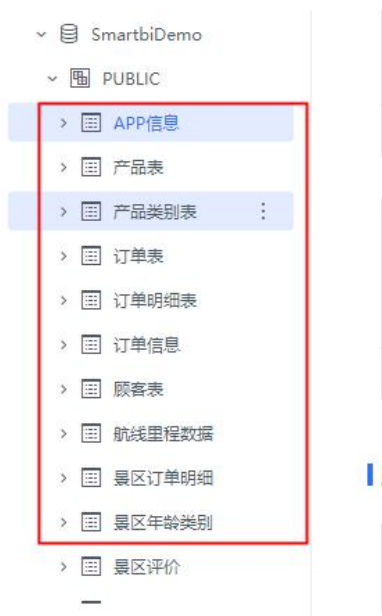 SmartbiDemo
PUBLIC
APP信息
产品表
产品类别表
订单表
订单明细表
订单信息
顾客表
航线里程数据
景区订单明细
景区年龄类别
景区评价